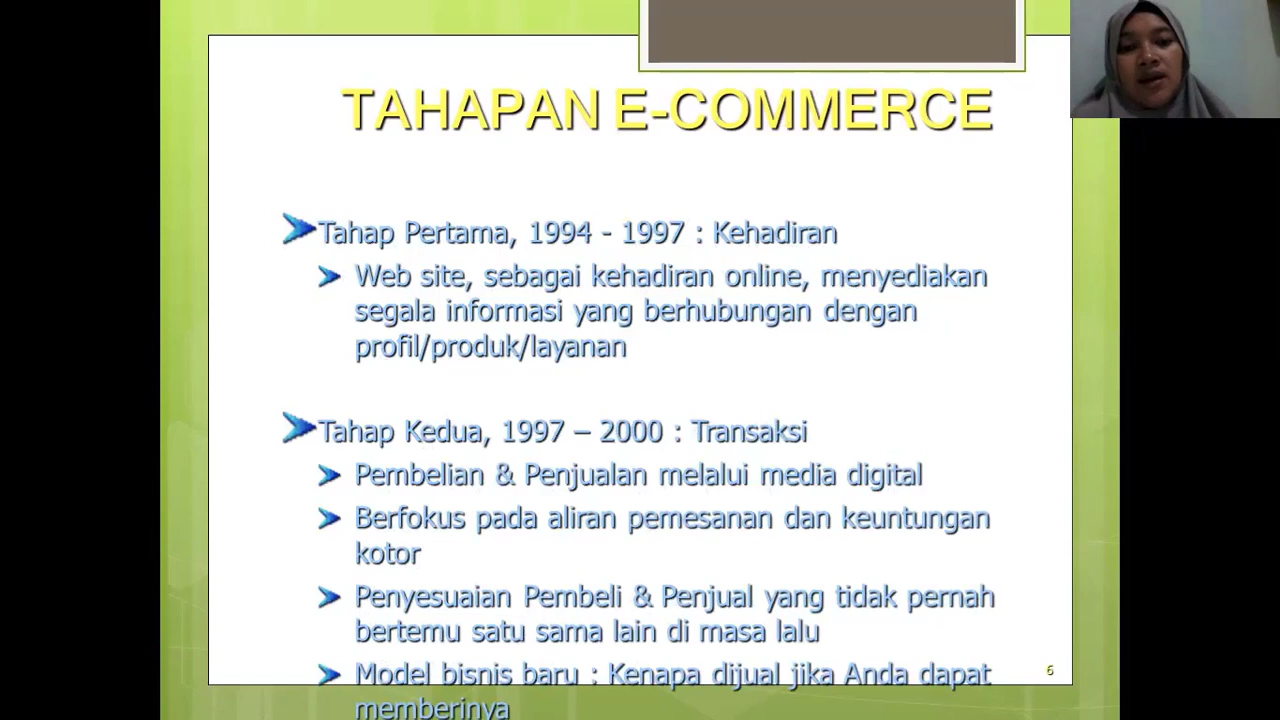 TAHAPAN E-COMMERCE
Tahap Pertama, 1994 - 1997 : Kehadiran
Web site, sebagai kehadiran online, menyediakan
segala informasi yang berhubungan dengan
profil/produk/layanan
Tahap Kedua, 1997 – 2000 : Transaksi
Pembelian & Penjualan melalui media digital
Berfokus pada aliran pemesanan dan keuntungan
kotor
Penyesuaian Pembeli & Penjual yang tidak pernah
bertemu satu sama lain di masa lalu
Model bisnis baru : Kenapa dijual jika Anda dapat
memberinya
6